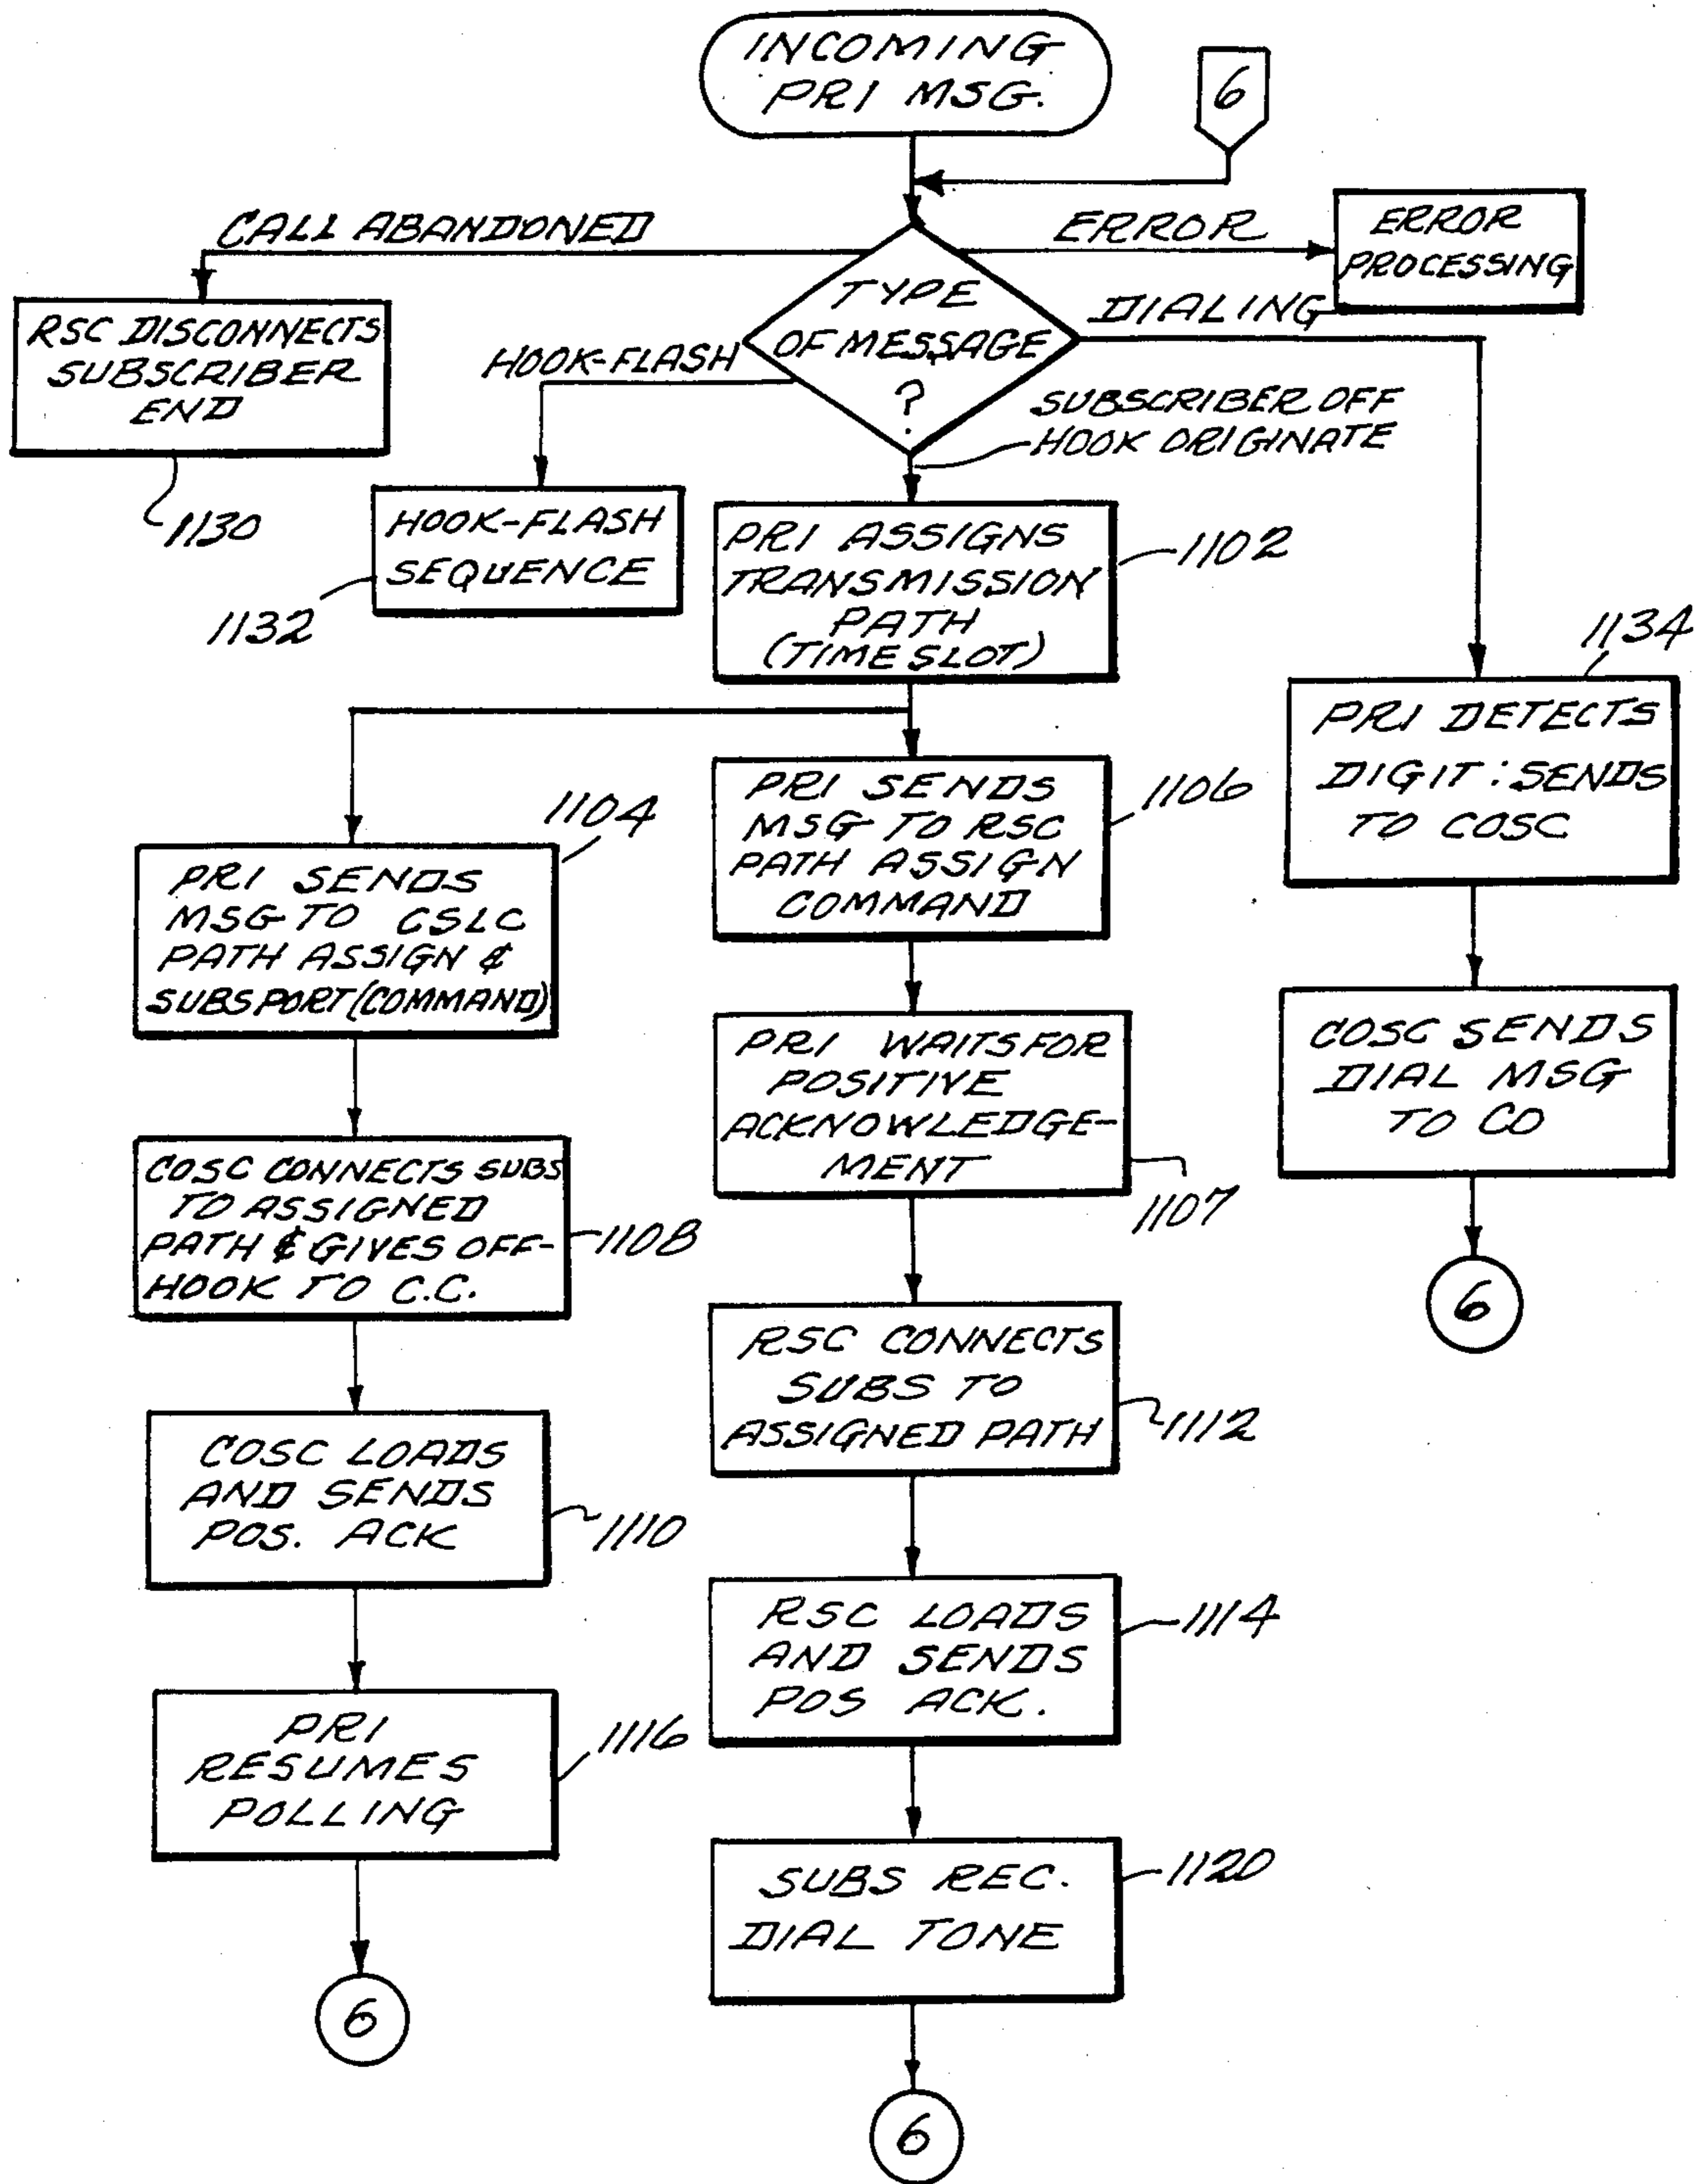 INCOMING
PRI MSG.
6
CALL ABANDONED
ERROR
ERROR
PROCESSING
TYPE
OF MESSAGE
?
DIALING
HOOK-FLASH
RSC DISCONNECTS
SUBSCRIBER
END
1130
SUBSCRIBER OFF
HOOK ORIGINATE
HOOK-FLASH
SEQUENCE
1132
PRI ASSIGNS
TRANSMISSION
PATH
(TIME SLOT)
1102
1134
PRI DETECTS
DIGIT: SENDS
TO COSC
1104
PRI SENDS
MSG TO CSLC
PATH ASSIGN &
SUBS PORT (COMMAND)
PRI SENDS
MSG TO RSC
PATH ASSIGN
COMMAND
1106
COSC SENDS
DIAL MSG
TO CO
PRI WAITS FOR
POSITIVE
ACKNOWLEDGE-
MENT
1107
COSC CONNECTS SUBS
TO ASSIGNED
PATH & GIVES OFF-
HOOK TO C.C.
1108
6
RSC CONNECTS
SUBS TO
ASSIGNED PATH
1112
COSC LOADS
AND SENDS
POS. ACK
1110
RSC LOADS
AND SENDS
POS ACK.
1114
PRI
RESUMES
POLLING
1116
SUBS REC.
DIAL TONE
1120
6
6